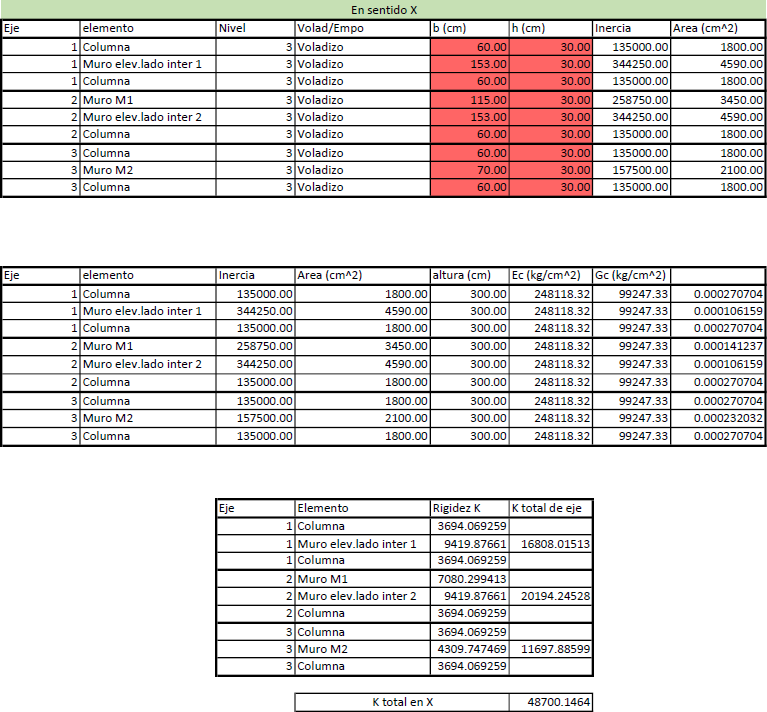 En sentido X
Eje elemento Nivel Volad/Empo b (cm) h (cm) Inercia Area (cm^2)
1 Columna 3 Voladizo 60.00 30.00 135000.00 1800.00
1 Muro elev.lado inter 1 3 Voladizo 153.00 30.00 344250.00 4590.00
1 Columna 3 Voladizo 60.00 30.00 135000.00 1800.00
2 Muro M1 3 Voladizo 115.00 30.00 258750.00 3450.00
2 Muro elev.lado inter 2 3 Voladizo 153.00 30.00 344250.00 4590.00
2 Columna 3 Voladizo 60.00 30.00 135000.00 1800.00
3 Columna 3 Voladizo 60.00 30.00 135000.00 1800.00
3 Muro M2 3 Voladizo 70.00 30.00 157500.00 2100.00
3 Columna 3 Voladizo 60.00 30.00 135000.00 1800.00
Eje elemento Inercia Area (cm^2) altura (cm) Ec (kg/cm^2) Gc (kg/cm^2)
1 Columna 135000.00 1800.00 300.00 248118.32 99247.33 0.000270704
1 Muro elev.lado inter 1 344250.00 4590.00 300.00 248118.32 99247.33 0.000106159
1 Columna 135000.00 1800.00 300.00 248118.32 99247.33 0.000270704
2 Muro M1 258750.00 3450.00 300.00 248118.32 99247.33 0.000141237
2 Muro elev.lado inter 2 344250.00 4590.00 300.00 248118.32 99247.33 0.000106159
2 Columna 135000.00 1800.00 300.00 248118.32 99247.33 0.000270704
3 Columna 135000.00 1800.00 300.00 248118.32 99247.33 0.000270704
3 Muro M2 157500.00 2100.00 300.00 248118.32 99247.33 0.000232032
3 Columna 135000.00 1800.00 300.00 248118.32 99247.33 0.000270704
Eje Elemento Rigidez K K total de eje
1 Columna 3694.069259
1 Muro elev.lado inter 1 9419.87661 16808.01513
1 Columna 3694.069259
2 Muro M1 7080.299413
2 Muro elev.lado inter 2 9419.87661 20194.24528
2 Columna 3694.069259
3 Columna 3694.069259
3 Muro M2 4309.747469 11697.88599
3 Columna 3694.069259
K total en X 48700.1464